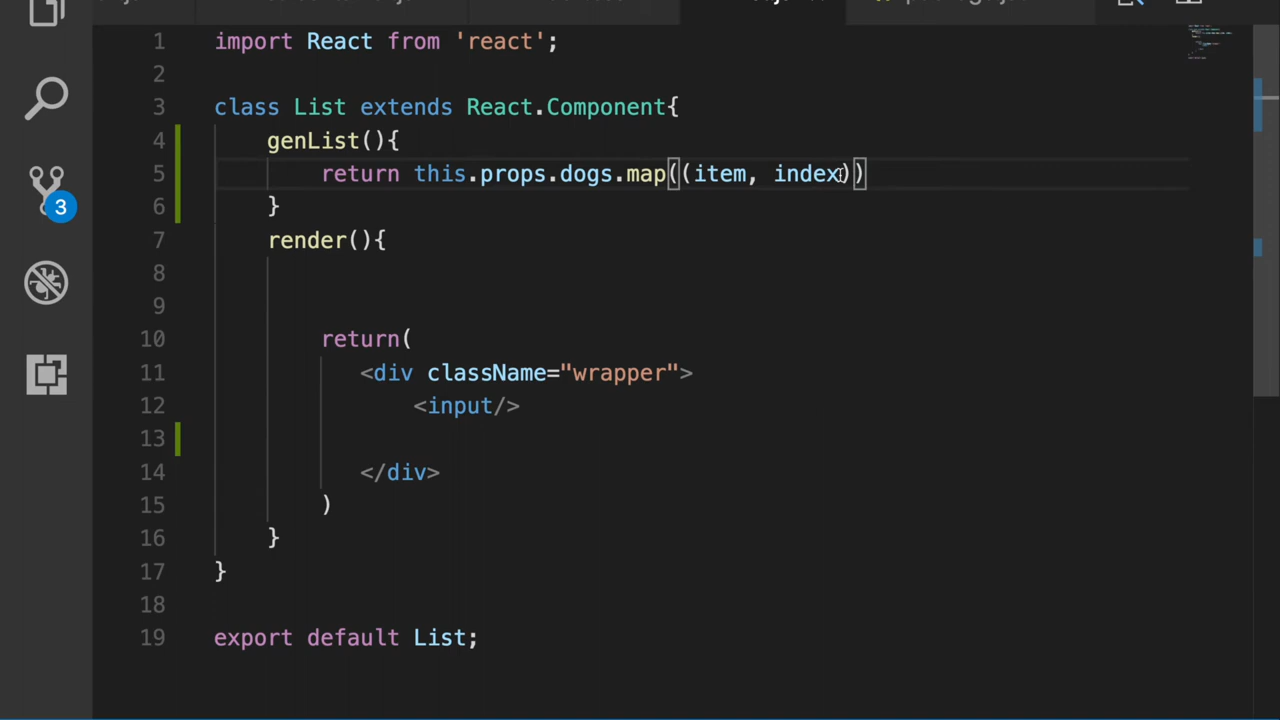 1 import React from 'react';
2
3 class List extends React.Component{
4 genList(){
5 return this.props.dogs.map((item, index))
6 }
7 render(){
8
9
10 return(
11 <div className="wrapper">
12 <input/>
13
14 </div>
15 )
16 }
17 }
18
19 export default List;
3